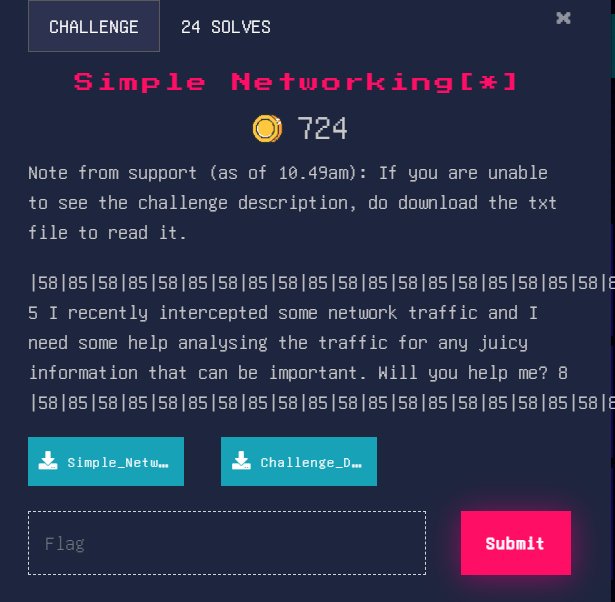 CHALLENGE 24 SOLVES ×
Simple Networking[*]
724
Note from support (as of 10.49am): If you are unable
to see the challenge description, do download the txt
file to read it.
|58|85|58|85|58|85|58|85|58|85|58|85|58|85|58|85|58|85|58|8
5 I recently intercepted some network traffic and I
need some help analysing the traffic for any juicy
information that can be important. Will you help me? 8
|58|85|58|85|58|85|58|85|58|85|58|85|58|85|58|85|58|85|58|8
Simple_Netw… Challenge_D…
Flag
Submit